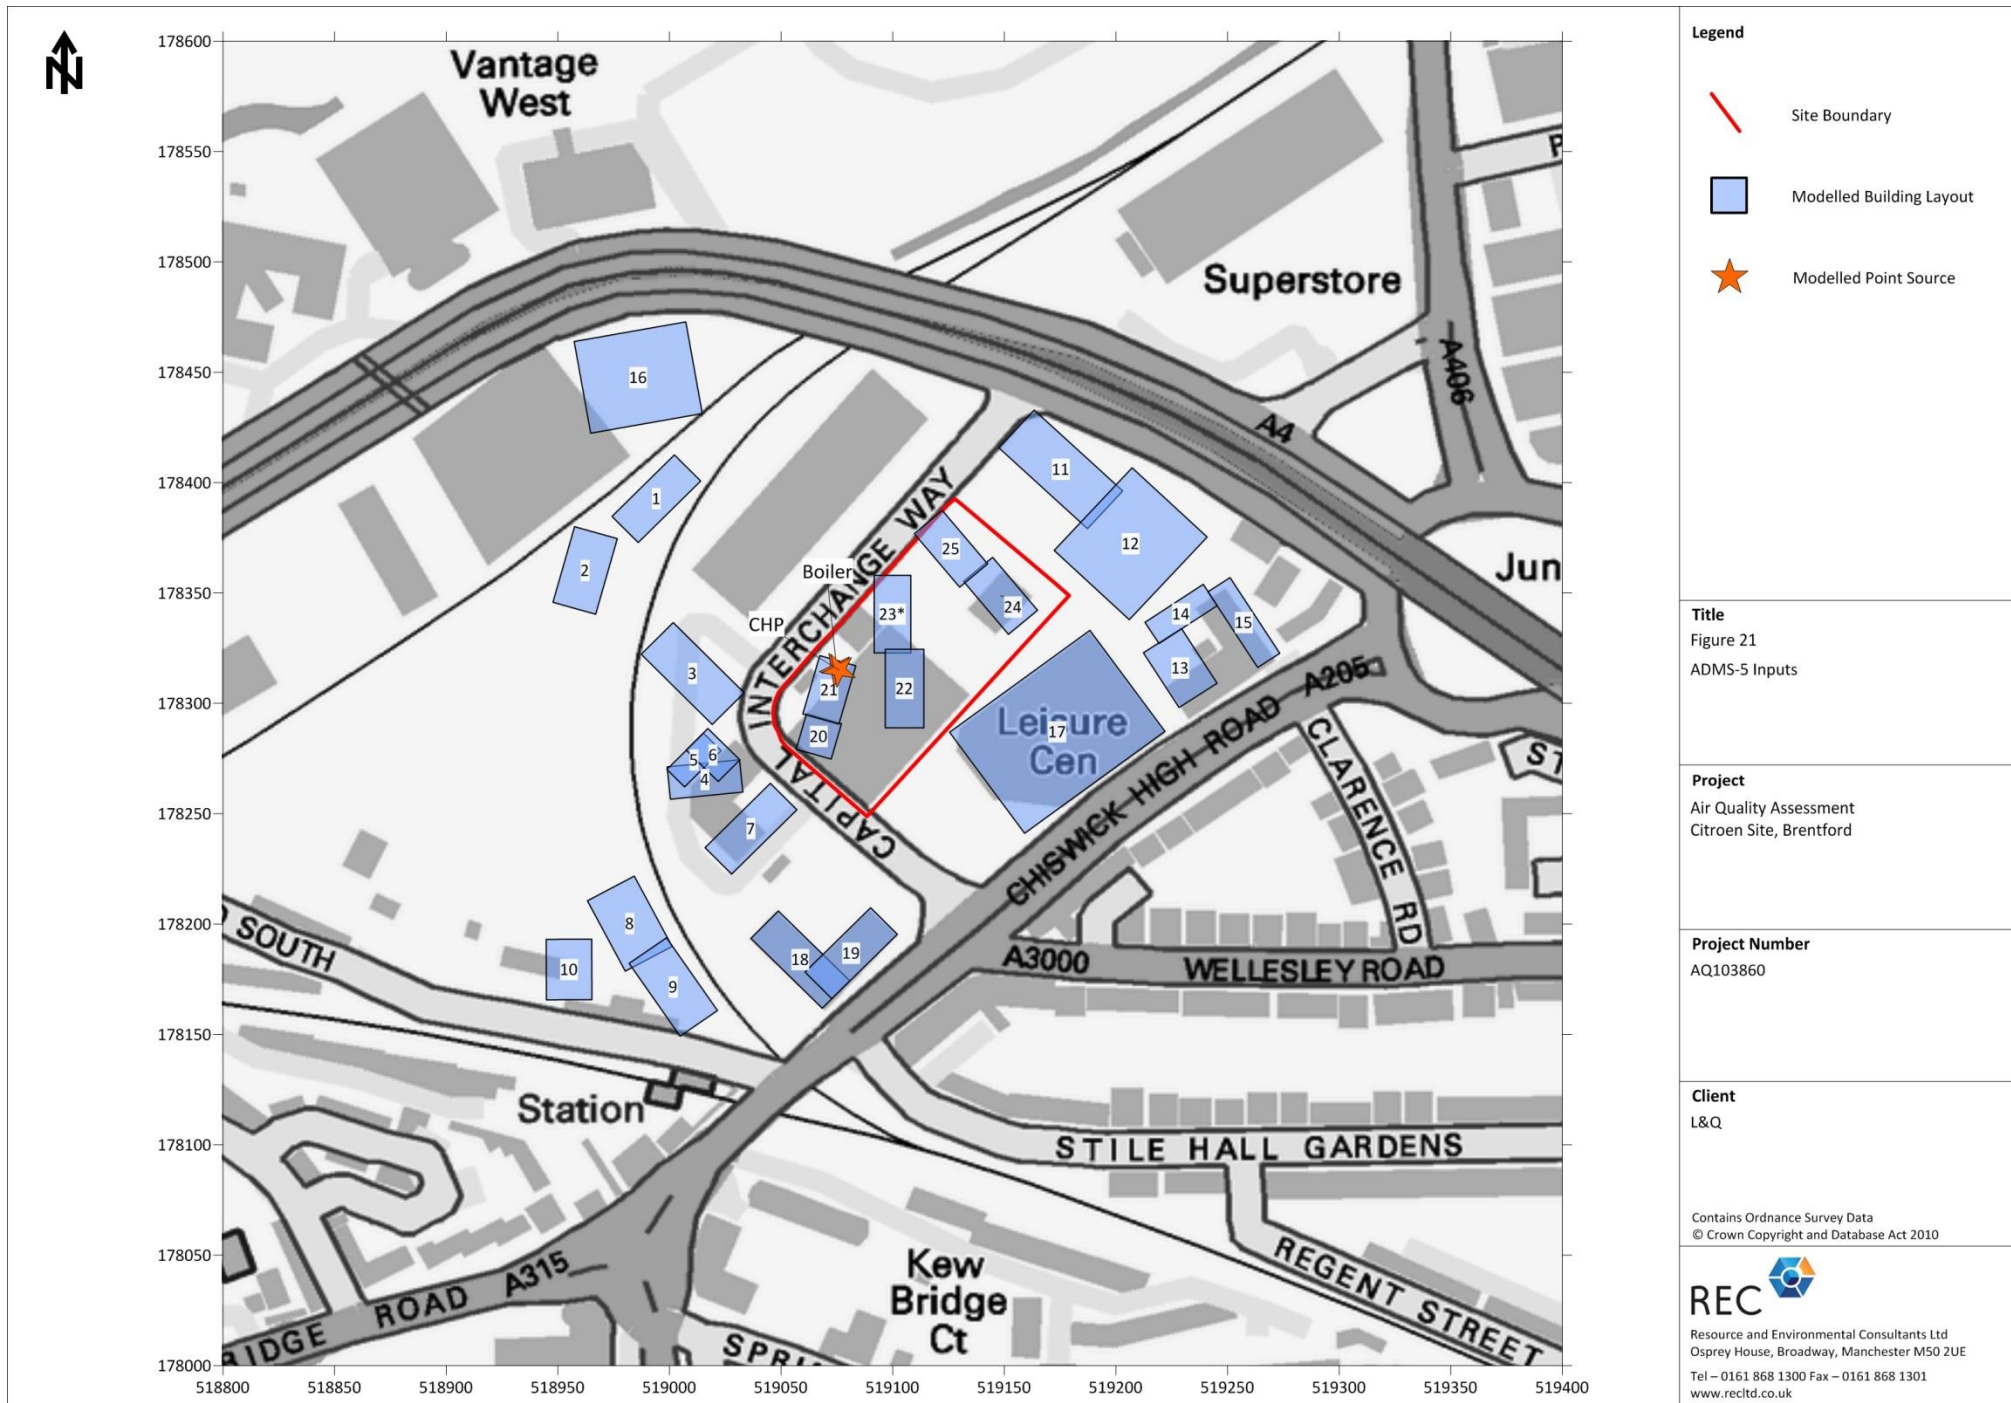 N
178600
178550
178500
178450
178400
178350
178300
178250
178200
178150
178100
178050
178000
518800
518850
518900
518950
519000
519050
519100
519150
519200
519250
519300
519350
519400
Vantage
West
Superstore
A406
A4
Jun
16
1
2
11
12
25
24
23*
14
15
13
Boiler
CHP
INTERCHANGE WAY
3
21
22
20
17
Leisure
Cen
5
6
4
7
CAPITAL
CHISWICK HIGH ROAD A205
CLARENCE RD
ST
8
10
9
18
19
SOUTH
A3000
WELLESLEY ROAD
Station
STILE HALL GARDENS
REGENT STREET
Kew
Bridge
Ct
RIDGE ROAD A315
SPRI
Legend
Site Boundary
Modelled Building Layout
Modelled Point Source
Title
Figure 21
ADMS-5 Inputs
Project
Air Quality Assessment
Citroen Site, Brentford
Project Number
AQ103860
Client
L&Q
Contains Ordnance Survey Data
© Crown Copyright and Database Act 2010
REC
Resource and Environmental Consultants Ltd
Osprey House, Broadway, Manchester M50 2UE
Tel – 0161 868 1300 Fax – 0161 868 1301
www.recltd.co.uk